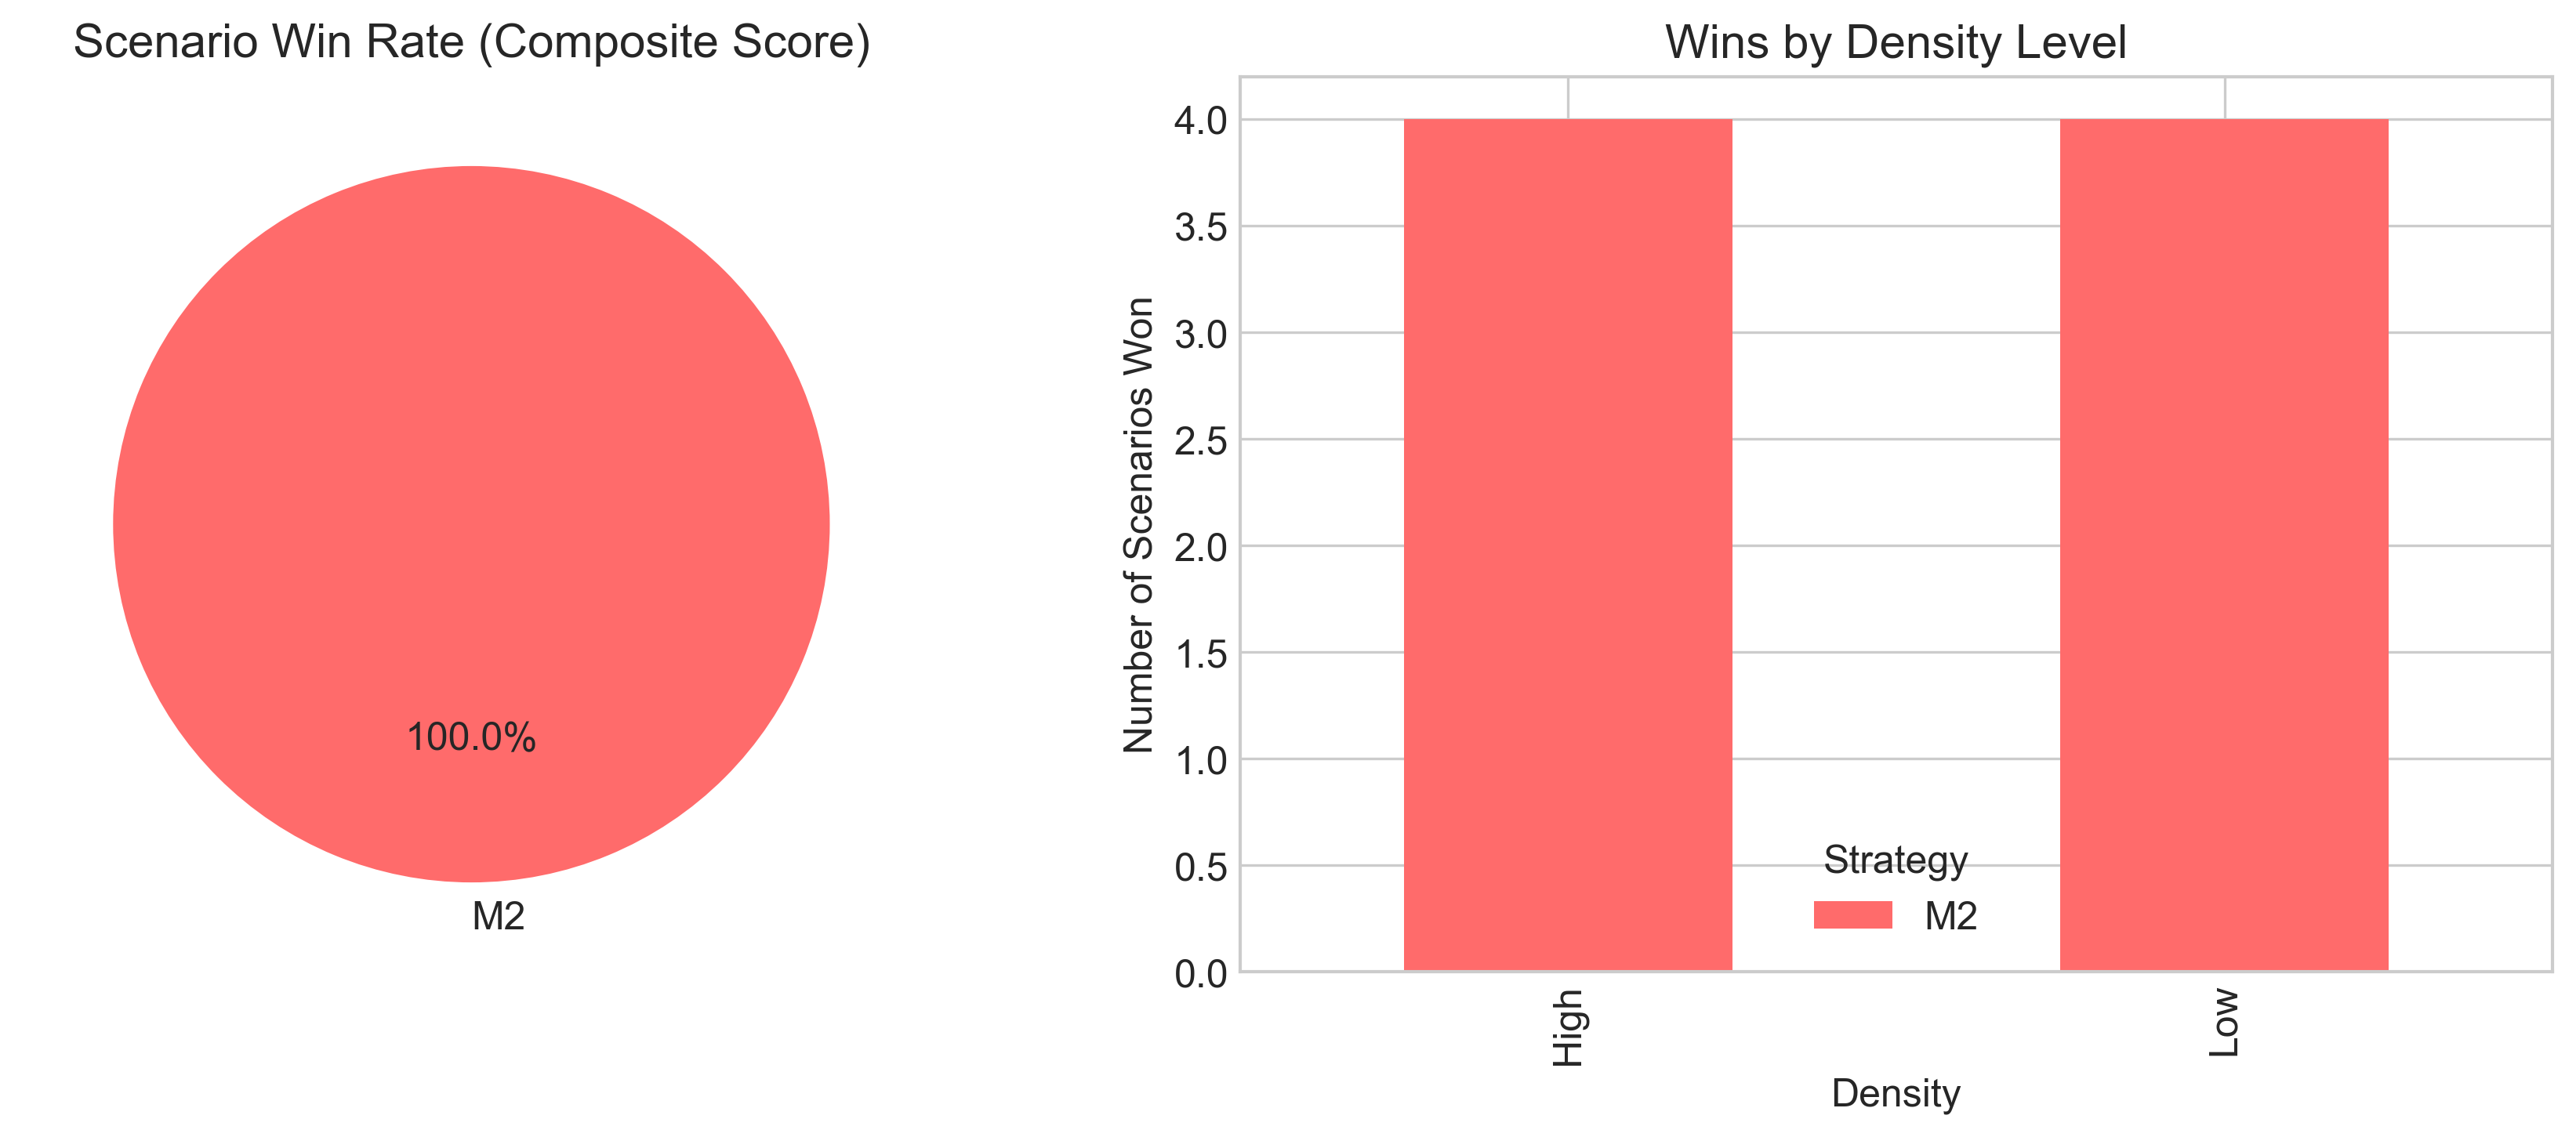 Scenario Win Rate (Composite Score)
100.0%
M2
Wins by Density Level
Number of Scenarios Won
4.0
3.5
3.0
2.5
2.0
1.5
1.0
0.5
0.0
Strategy
M2
High
Low
Density